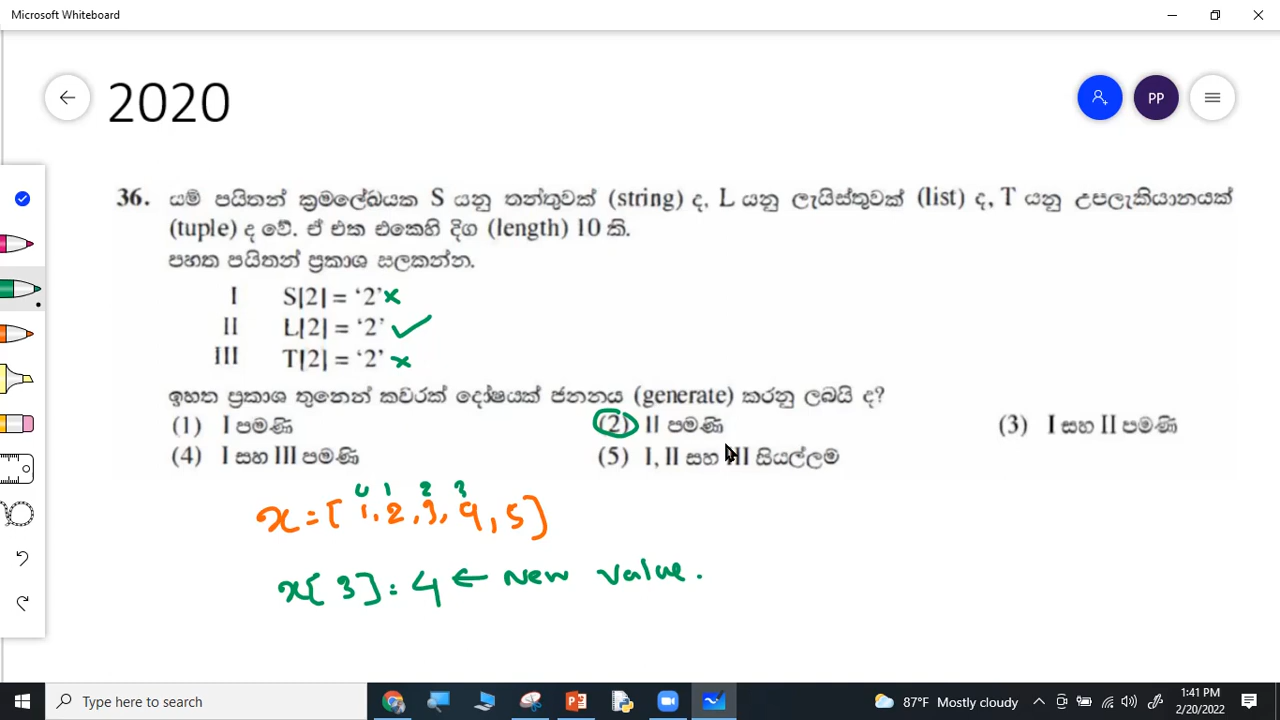 Microsoft Whiteboard
2020
PP
36. යම් පයිතන් ක්‍රමලේඛයක S යනු තන්තුවක් (string) ද, L යනු ලැයිස්තුවක් (list) ද, T යනු උපලැකියානයක්
(tuple) ද වේ. ඒ එක එකෙහි දිග (length) 10 කි.
පහත පයිතන් ප්‍රකාශ සලකන්න.
I S[2] = ‘2’ ×
II L[2] = ‘2’ ✓
III T[2] = ‘2’ ×
ඉහත ප්‍රකාශ තුනෙන් කවරක් දෝෂයක් ජනනය (generate) කරනු ලබයි ද?
(1) I පමණි (2) II පමණි (3) I සහ II පමණි
(4) I සහ III පමණි (5) I, II සහ III සියල්ලම
0 1 2 3
x = [ 1, 2, 3, 4, 5 ]
x[ 3 ] = 4 ← New value.
Type here to search
87°F Mostly cloudy
1:41 PM
2/20/2022